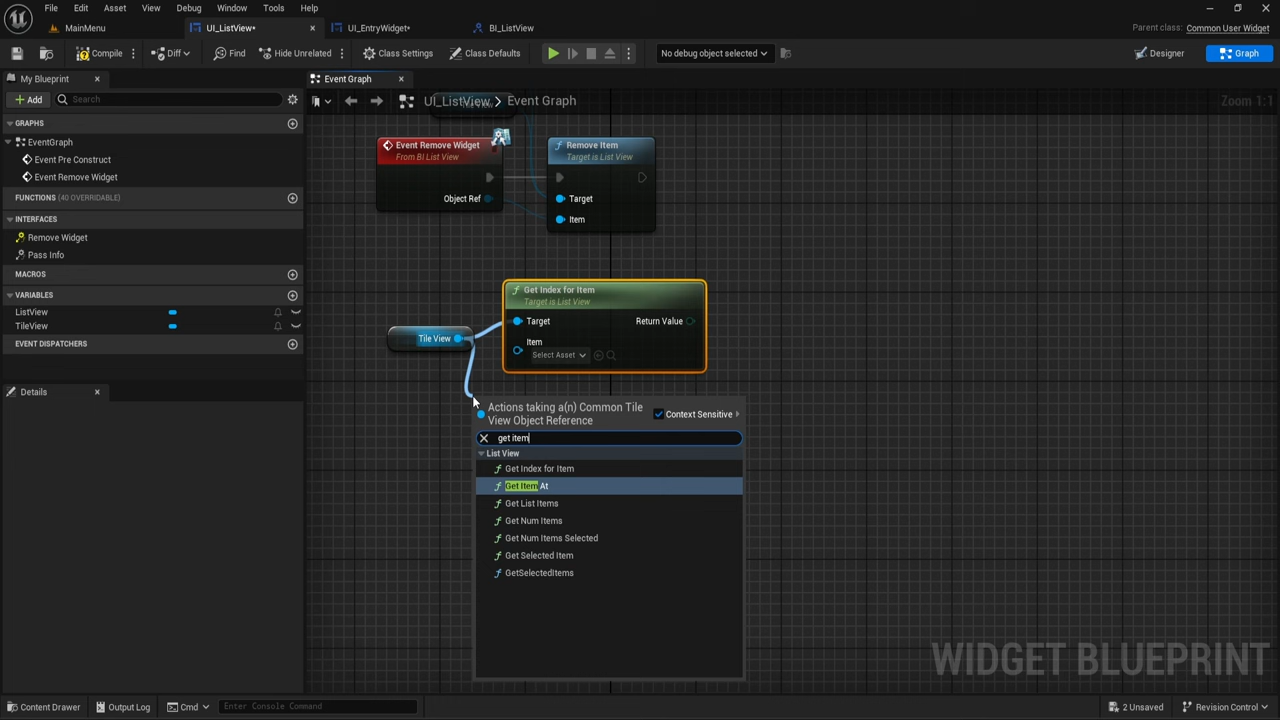 File Edit Asset View Debug Window Tools Help
MainMenu
UI_ListView*
UI_EntryWidget*
BI_ListView
Parent class: Common User Widget
Compile
Diff
Find
Hide Unrelated
Class Settings
Class Defaults
No debug object selected
Designer
Graph
My Blueprint
Event Graph
Add
Search
UI_ListView > Event Graph
Zoom 1:1
GRAPHS
EventGraph
Event Pre Construct
Event Remove Widget
FUNCTIONS (40 OVERRIDABLE)
INTERFACES
Remove Widget
Pass Info
MACROS
VARIABLES
ListView
TileView
EVENT DISPATCHERS
Details
Event Remove Widget
From BI List View
Object Ref
Remove Item
Target is List View
Target
Item
Get Index for Item
Target is List View
Target
Return Value
Item
Select Asset
Tile View
Actions taking a(n) Common Tile
View Object Reference
Context Sensitive
get item
List View
Get Index for Item
Get Item At
Get List Items
Get Num Items
Get Num Items Selected
Get Selected Item
GetSelectedItems
WIDGET BLUEPRINT
Content Drawer
Output Log
Cmd
Enter Console Command
2 Unsaved
Revision Control